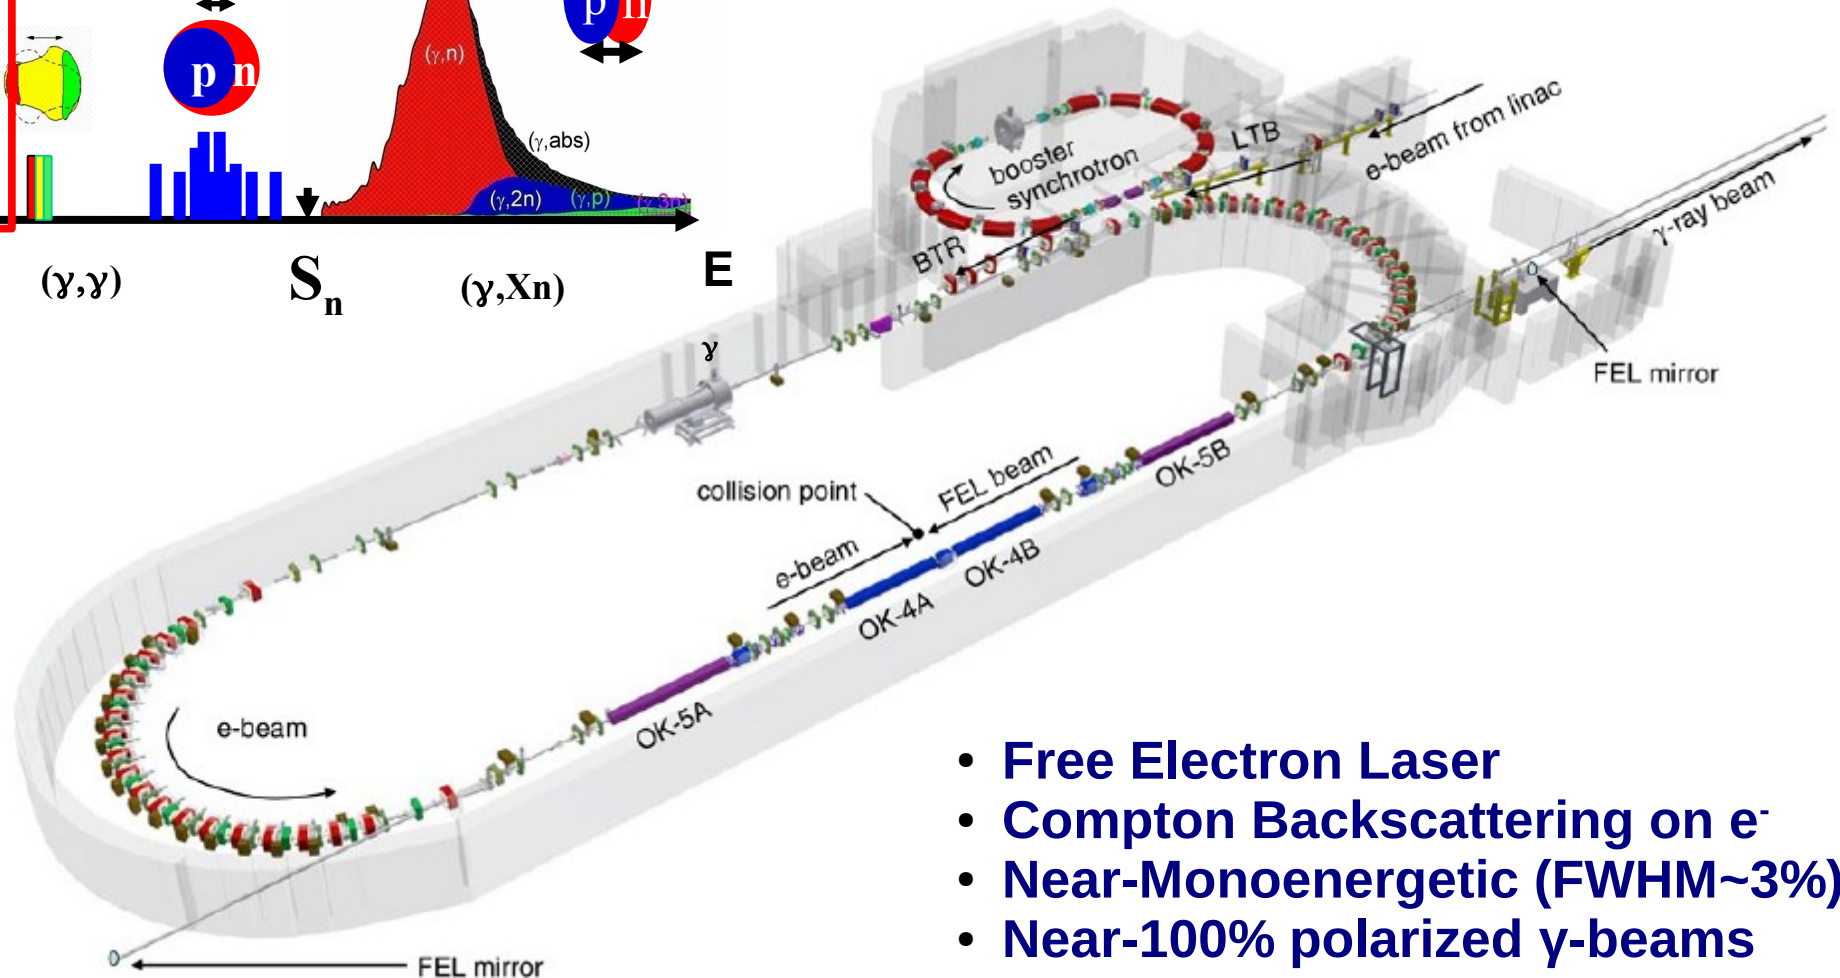 p n
p n
(γ,n)
(γ,abs)
(γ,2n)
(γ,p)
(γ,3n)
(γ,γ)
Sn
(γ,Xn)
E
booster
synchrotron
LTB
e-beam from linac
BTR
γ-ray beam
FEL mirror
γ
collision point
FEL beam
e-beam
OK-5B
OK-4B
OK-4A
OK-5A
e-beam
FEL mirror
• Free Electron Laser
• Compton Backscattering on e⁻
• Near-Monoenergetic (FWHM~3%)
• Near-100% polarized γ-beams